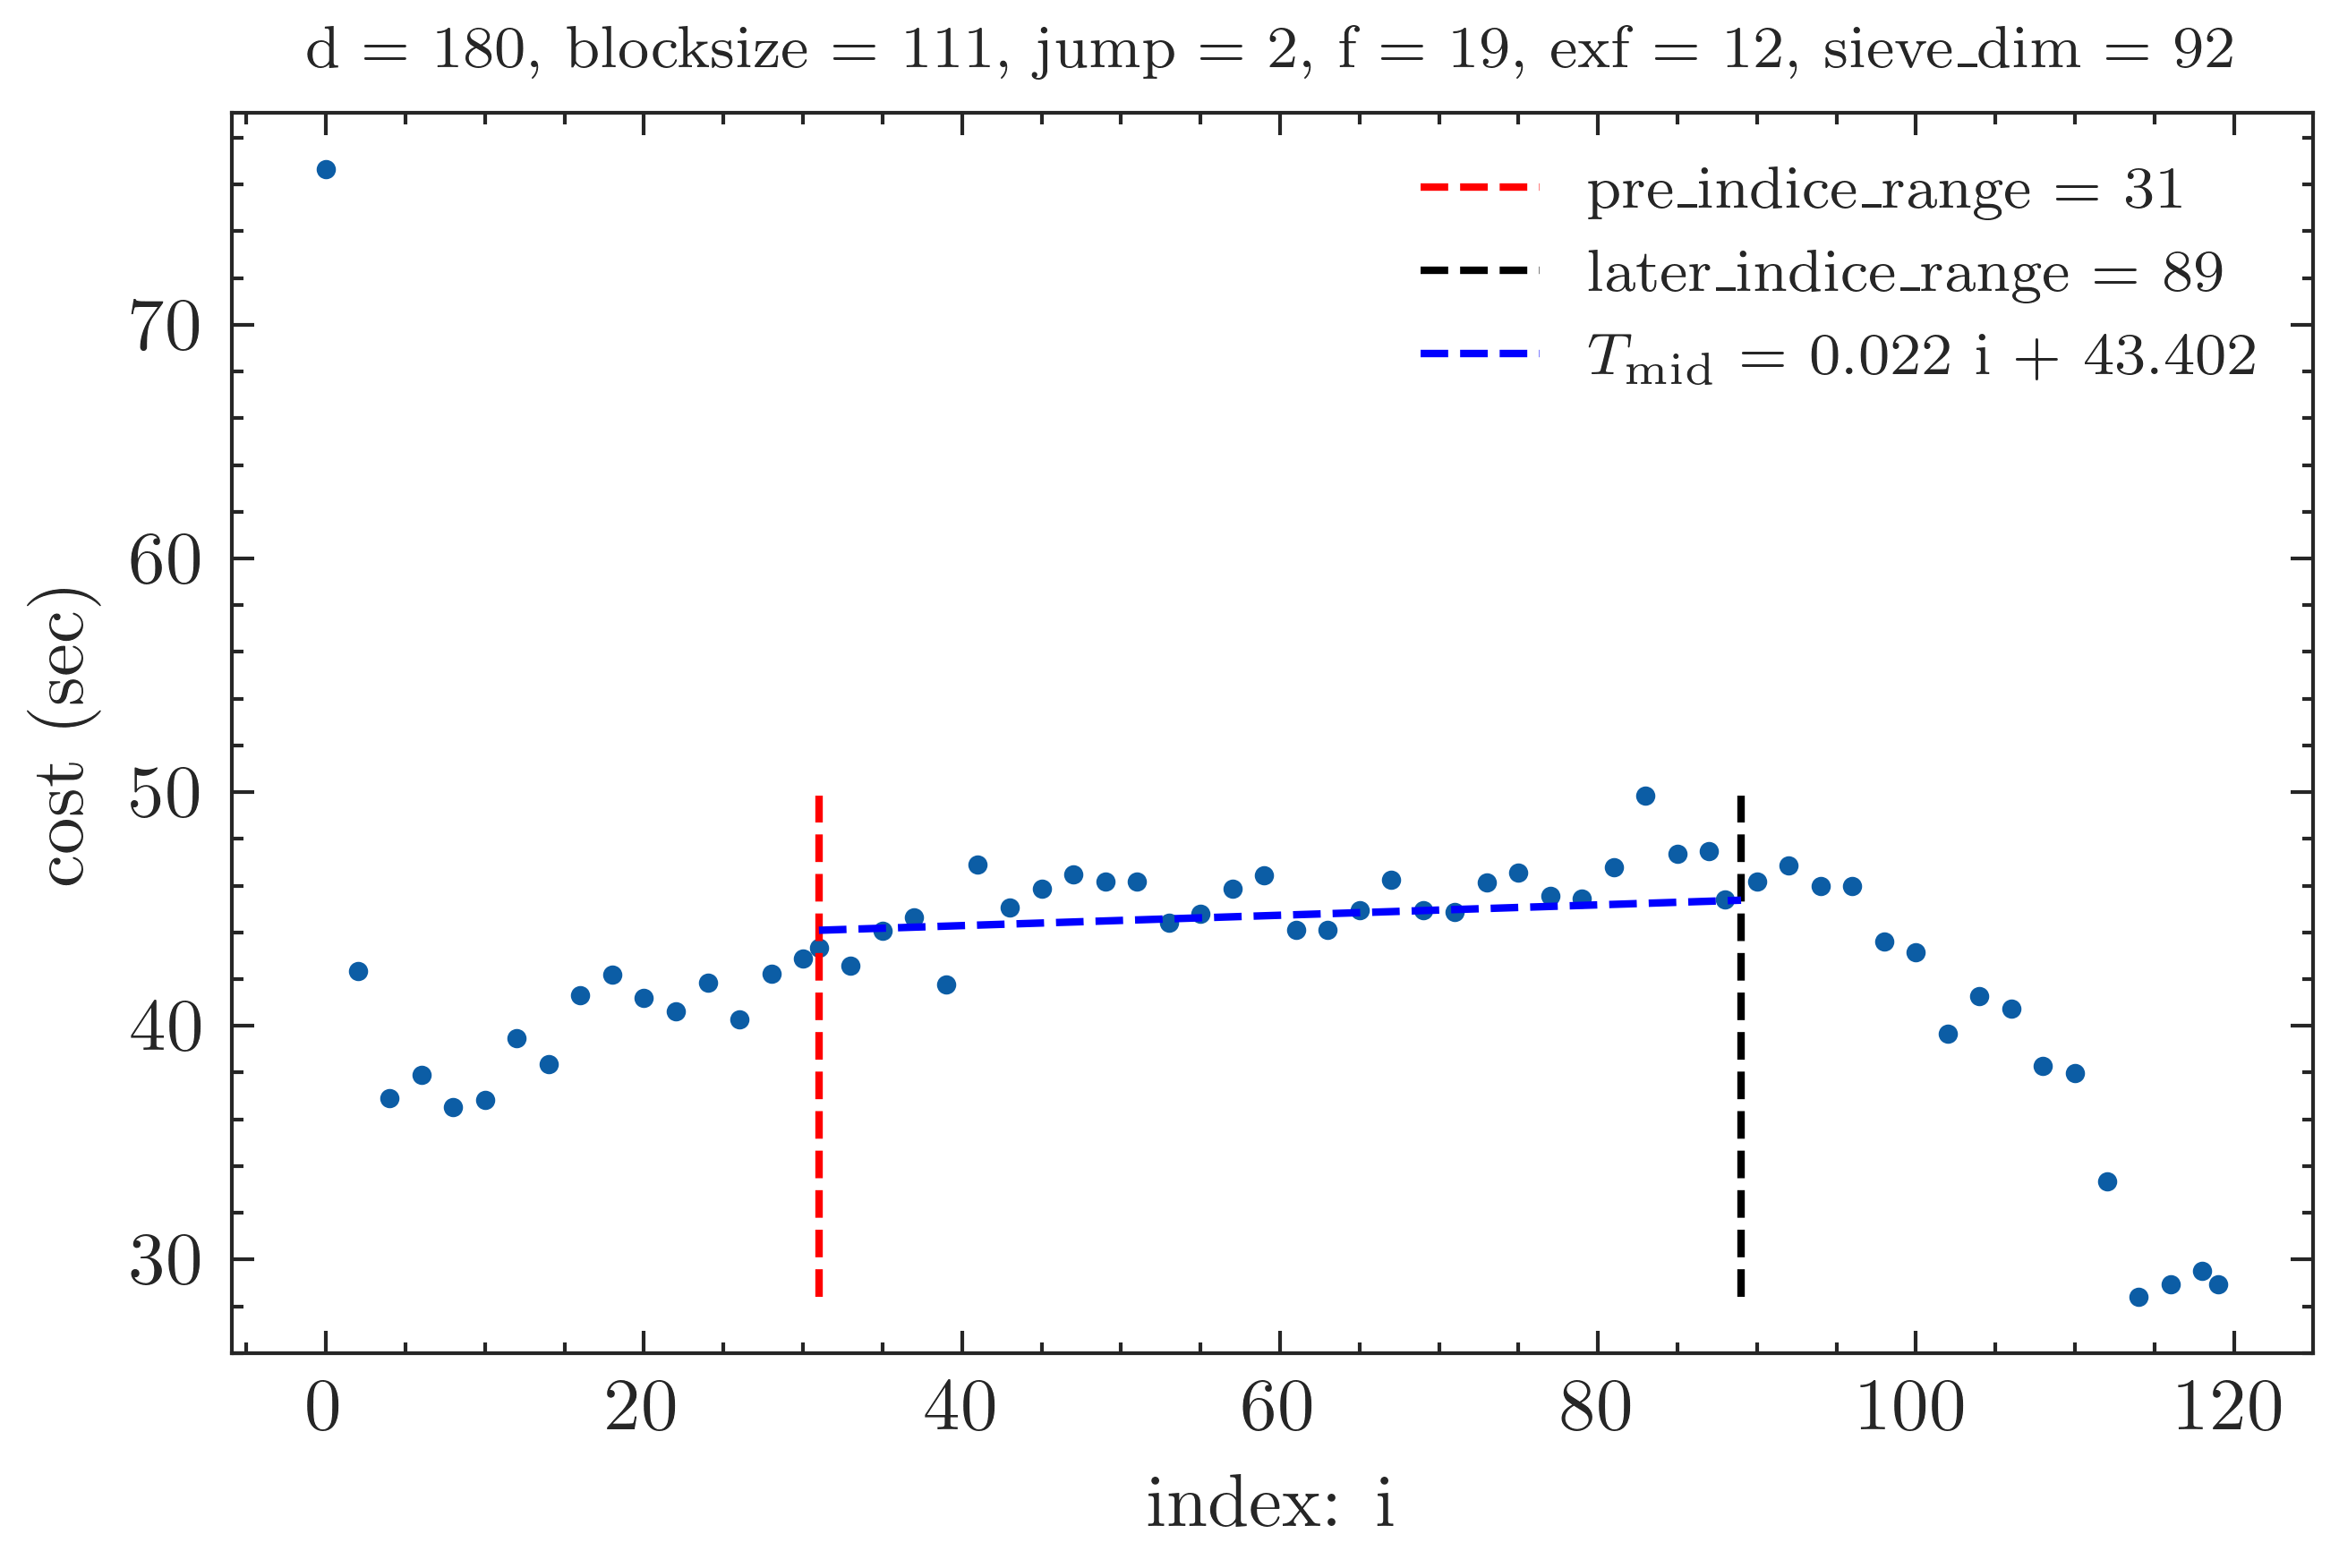 d = 180, blocksize = 111, jump = 2, f = 19, exf = 12, sieve_dim = 92
pre_indice_range = 31
later_indice_range = 89
T_mid = 0.022 i + 43.402
70
60
50
40
30
cost (sec)
0 20 40 60 80 100 120
index: i